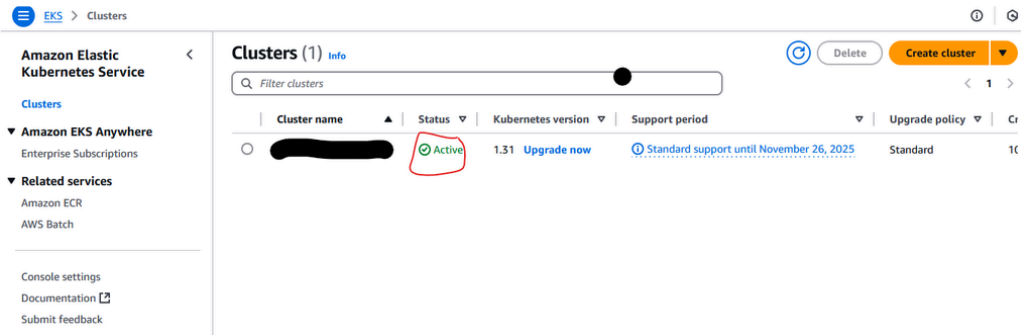 EKS > Clusters
Amazon Elastic
Kubernetes Service
Clusters
Amazon EKS Anywhere
Enterprise Subscriptions
Related services
Amazon ECR
AWS Batch
Console settings
Documentation
Submit feedback
Clusters (1) Info
Delete
Create cluster
Filter clusters
< 1 >
Cluster name Status Kubernetes version Support period Upgrade policy Cr
Active 1.31 Upgrade now Standard support until November 26, 2025 Standard 10